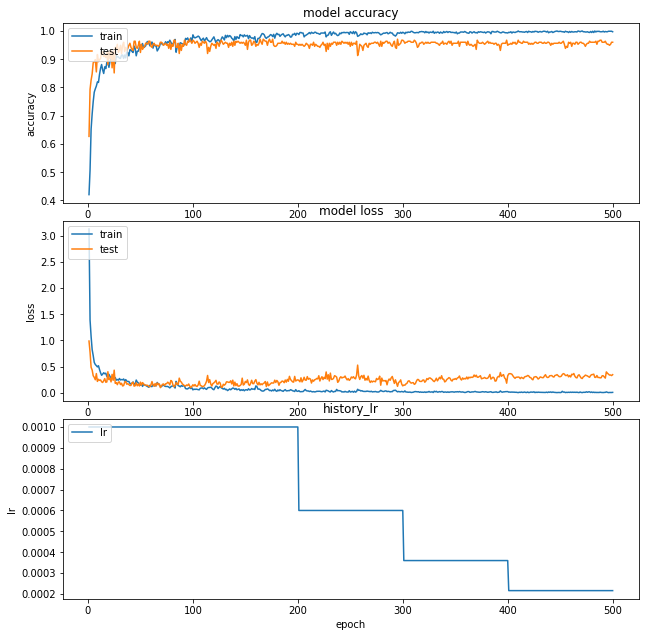 model accuracy
1.0
0.9
0.8
0.7
0.6
0.5
0.4
accuracy
train
test
0 100 200 300 400 500
model loss
3.0
2.5
2.0
1.5
1.0
0.5
0.0
loss
train
test
0 100 200 300 400 500
history_lr
0.0010
0.0009
0.0008
0.0007
0.0006
0.0005
0.0004
0.0003
0.0002
lr
lr
0 100 200 300 400 500
epoch